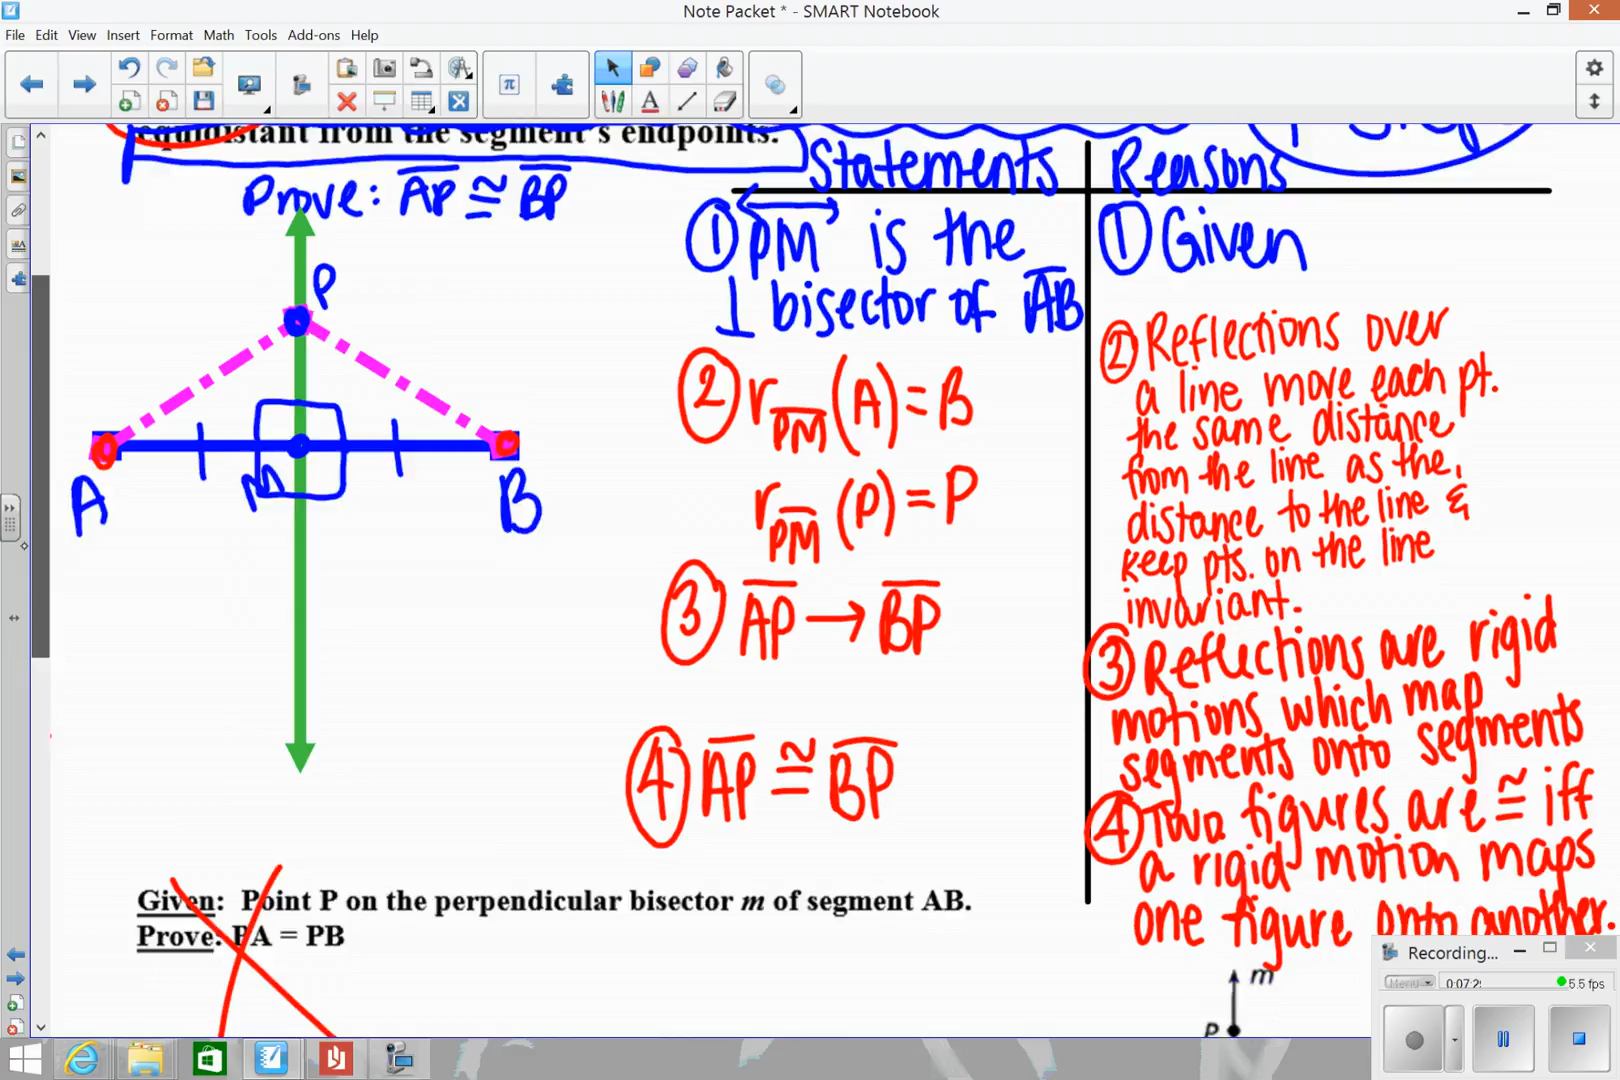 Note Packet * - SMART Notebook
File Edit View Insert Format Math Tools Add-ons Help
equidistant from the segment's endpoints.
Prove: AP ≅ BP
Statements Reasons
① PM is the
⊥ bisector of AB
① Given
P
A
M
B
② r PM (A) = B
r PM (P) = P
③ AP → BP
④ AP ≅ BP
② Reflections over
a line move each pt.
the same distance
from the line as the
distance to the line &
keep pts. on the line
invariant.
③ Reflections are rigid
motions which map
segments onto segments
④ Two figures are ≅ iff
a rigid motion maps
one figure onto another.
Given: Point P on the perpendicular bisector m of segment AB.
Prove: PA = PB
m
P
Recording...
Menu 0:07:2
5.5 fps